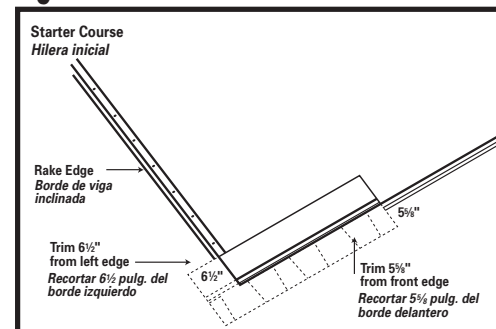 Starter Course
Hilera inicial
Rake Edge
Borde de viga
inclinada
5⅝"
Trim 6½"
from left edge
Recortar 6½ pulg. del
borde izquierdo
6½"
Trim 5⅝"
from front edge
Recortar 5⅝ pulg. del
borde delantero